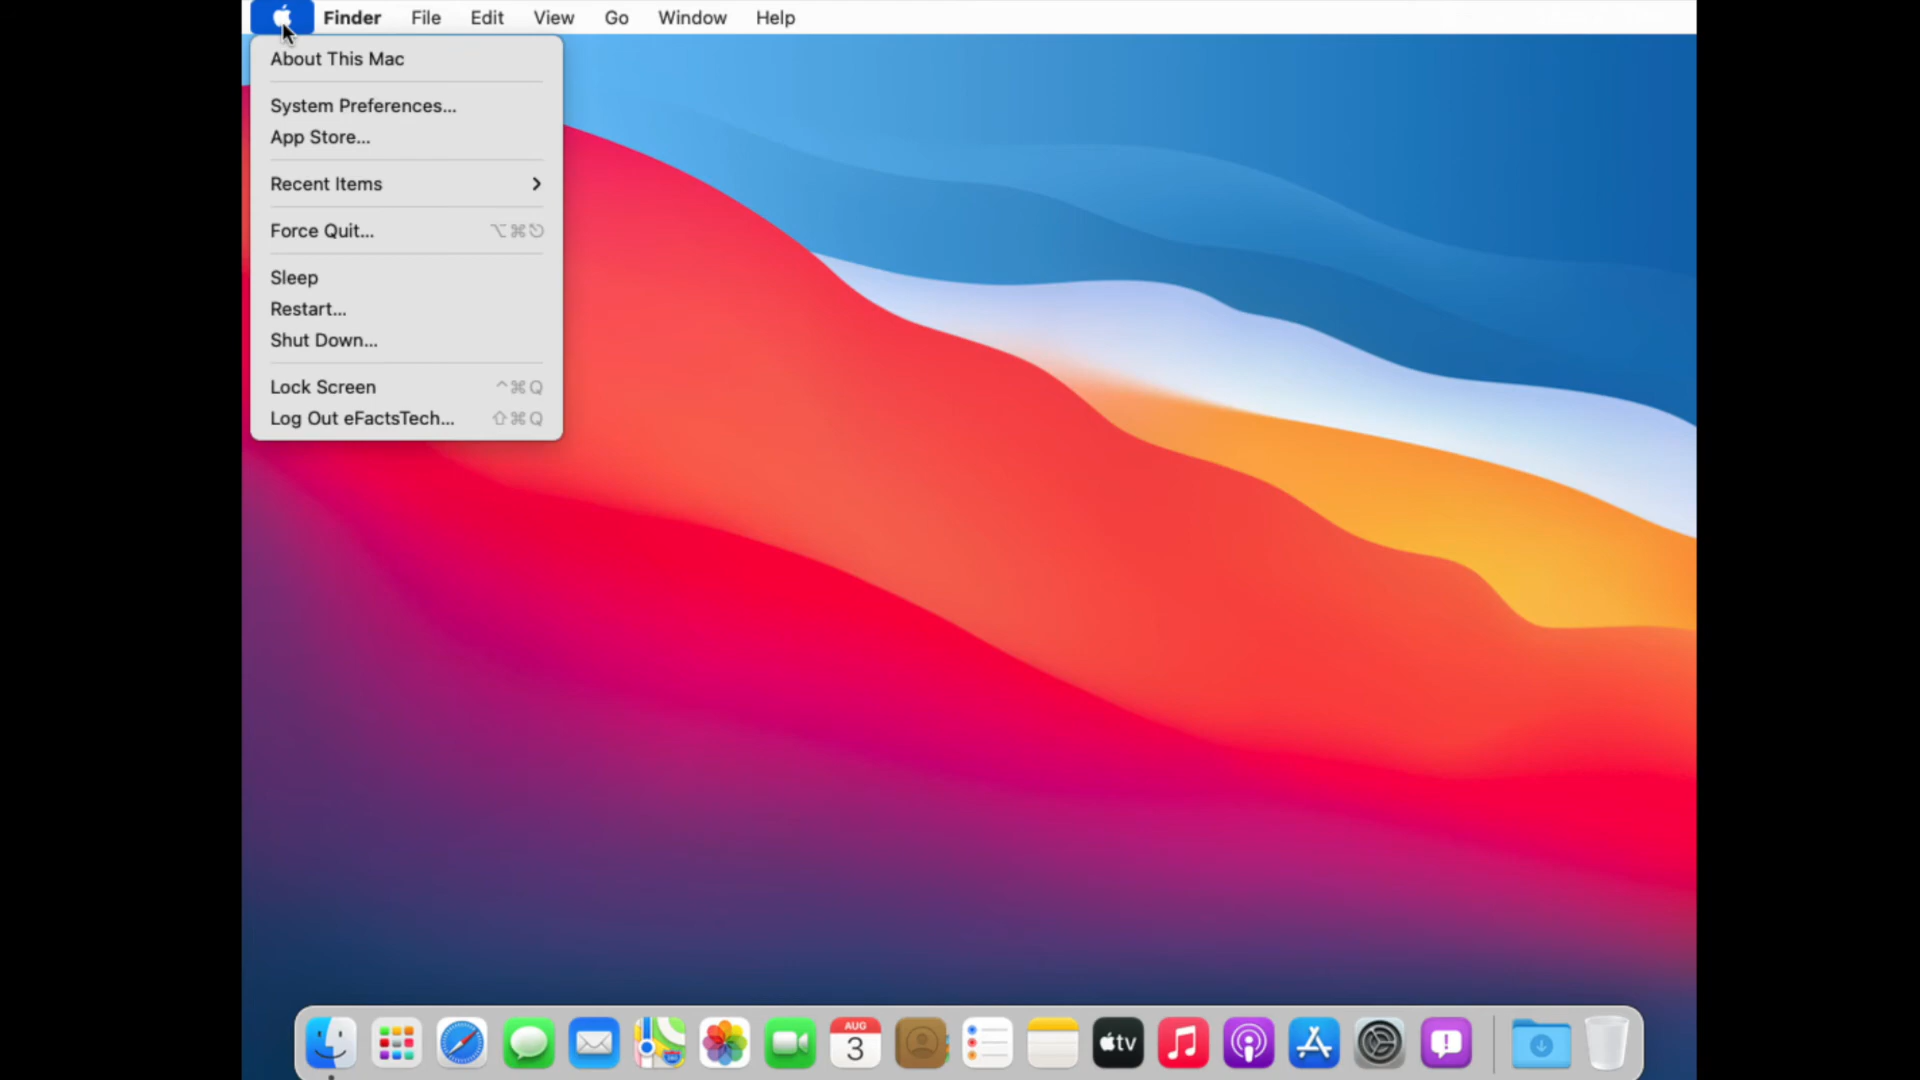 Finder File Edit View Go Window Help
About This Mac
System Preferences...
App Store...
Recent Items
Force Quit... ⌥⌘⎋
Sleep
Restart...
Shut Down...
Lock Screen ^⌘Q
Log Out eFactsTech... ⇧⌘Q
AUG
3
tv